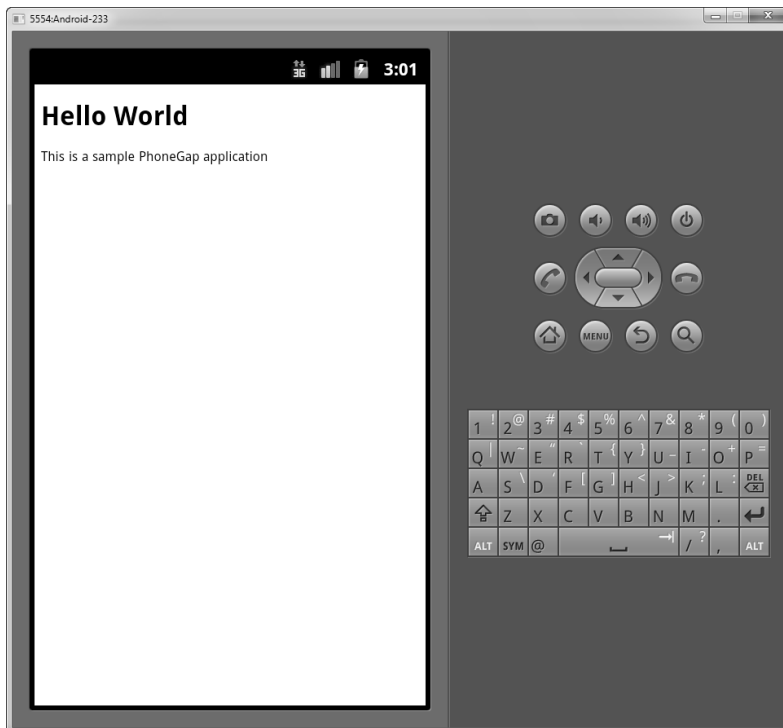 5554:Android-233
3G 3:01
Hello World
This is a sample PhoneGap application
MENU
1 ! 2 @ 3 # 4 $ 5 % 6 ^ 7 & 8 * 9 ( 0 )
Q | W ~ E " R ` T { Y } U _ I - O + P =
A S \ D ' F [ G ] H < J > K ; L : DEL
Z X C V B N M .
ALT SYM @ / ? , ALT